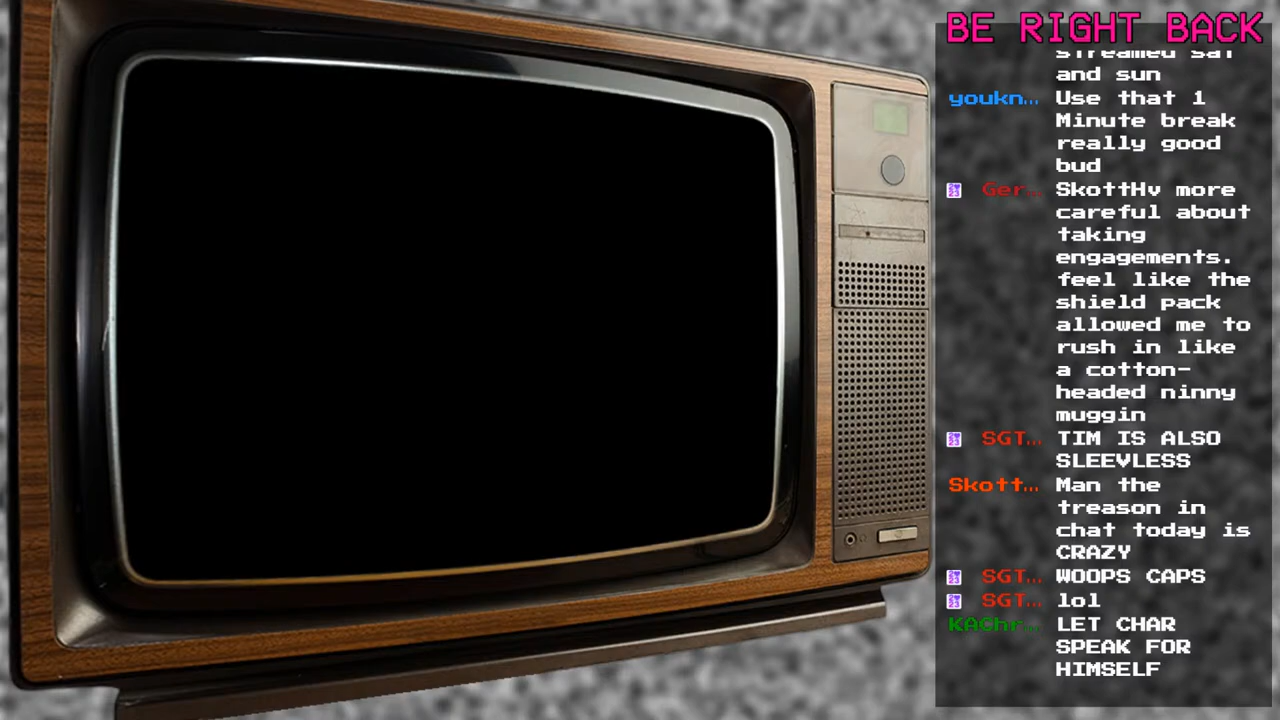 BE RIGHT BACK
streamed sat
and sun
youkn... Use that 1
Minute break
really good
bud
Ger... SkottHv more
careful about
taking
engagements.
feel like the
shield pack
allowed me to
rush in like
a cotton-
headed ninny
muggin
SGT... TIM IS ALSO
SLEEVLESS
Skott... Man the
treason in
chat today is
CRAZY
SGT... WOOPS CAPS
SGT... lol
KAChr... LET CHAR
SPEAK FOR
HIMSELF